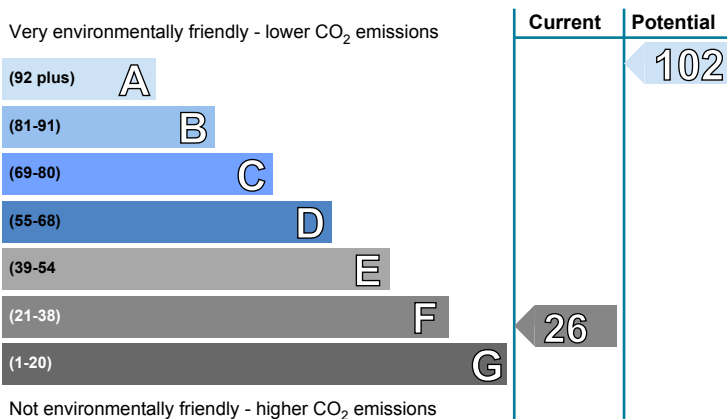 Current Potential
Very environmentally friendly - lower CO2 emissions
102
(92 plus) A
(81-91) B
(69-80) C
(55-68) D
(39-54 E
(21-38) F
26
(1-20) G
Not environmentally friendly - higher CO2 emissions